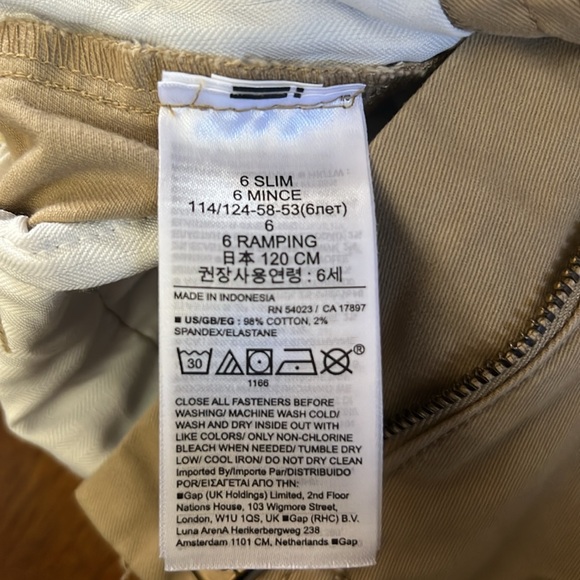 6 SLIM
6 MINCE
114/124-58-53(6лет)
6
6 RAMPING
日本 120 CM
권장사용연령 : 6세
MADE IN INDONESIA
RN 54023 / CA 17897
■ US/GB/EG : 98% COTTON, 2%
SPANDEX/ELASTANE
30
®
1166
CLOSE ALL FASTENERS BEFORE
WASHING/ MACHINE WASH COLD/
WASH AND DRY INSIDE OUT WITH
LIKE COLORS/ ONLY NON-CHLORINE
BLEACH WHEN NEEDED/ TUMBLE DRY
LOW/ COOL IRON/ DO NOT DRY CLEAN
Imported By/Importe Par/DISTRIBUIDO
POR/ΕΙΣΑΓΕΤΑΙ ΑΠΟ ΤΗΝ:
■Gap (UK Holdings) Limited, 2nd Floor
Nations House, 103 Wigmore Street,
London, W1U 1QS, UK ■Gap (RHC) B.V.
Luna ArenA Herikerbergweg 238
Amsterdam 1101 CM, Netherlands ■Gap